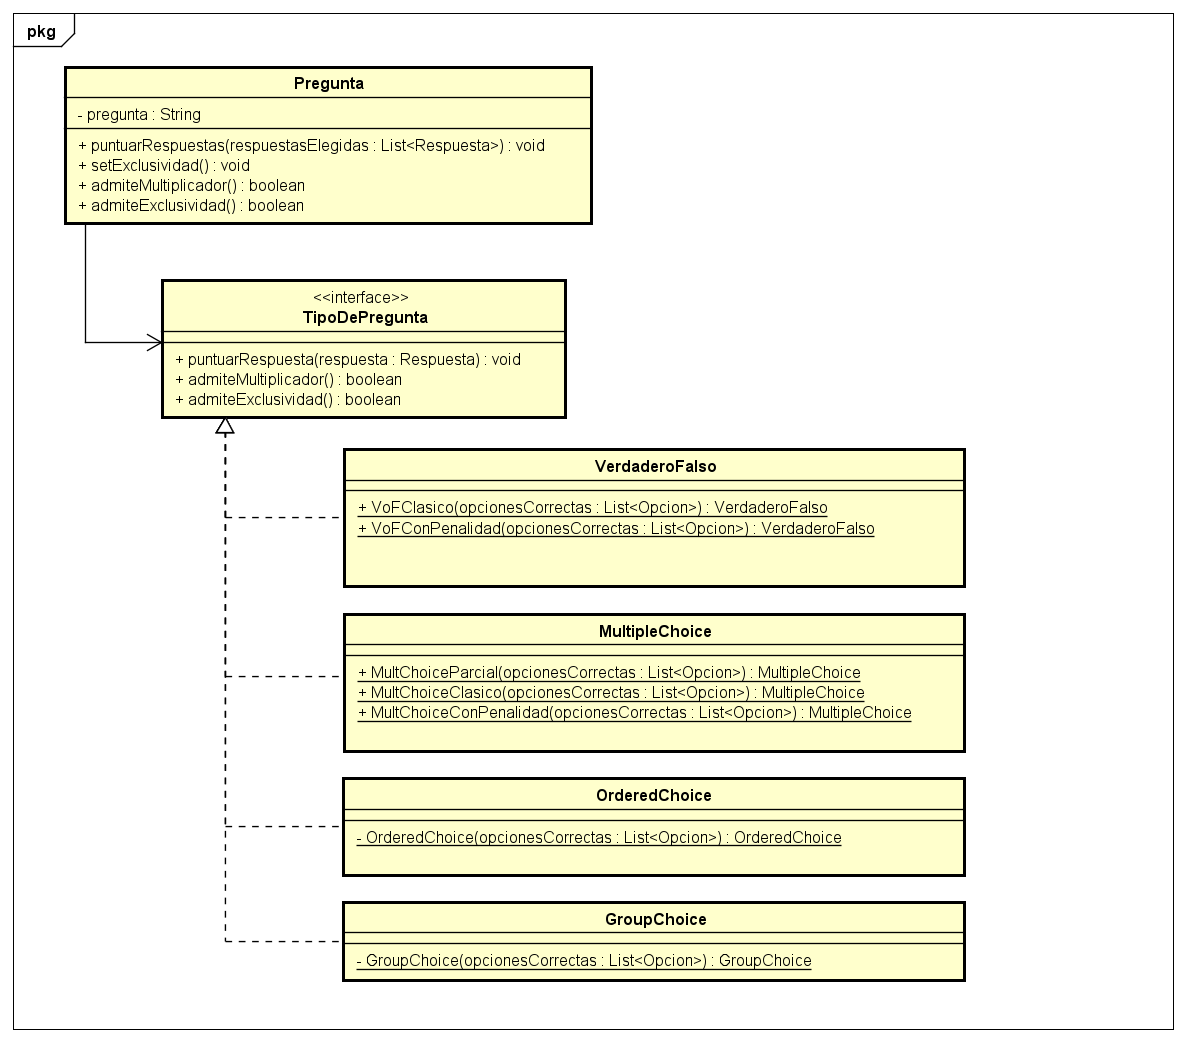 pkg
Pregunta
- pregunta : String
+ puntuarRespuestas(respuestasElegidas : List<Respuesta>) : void
+ setExclusividad() : void
+ admiteMultiplicador() : boolean
+ admiteExclusividad() : boolean
<<interface>>
TipoDePregunta
+ puntuarRespuesta(respuesta : Respuesta) : void
+ admiteMultiplicador() : boolean
+ admiteExclusividad() : boolean
VerdaderoFalso
+ VoFClasico(opcionesCorrectas : List<Opcion>) : VerdaderoFalso
+ VoFConPenalidad(opcionesCorrectas : List<Opcion>) : VerdaderoFalso
MultipleChoice
+ MultChoiceParcial(opcionesCorrectas : List<Opcion>) : MultipleChoice
+ MultChoiceClasico(opcionesCorrectas : List<Opcion>) : MultipleChoice
+ MultChoiceConPenalidad(opcionesCorrectas : List<Opcion>) : MultipleChoice
OrderedChoice
- OrderedChoice(opcionesCorrectas : List<Opcion>) : OrderedChoice
GroupChoice
- GroupChoice(opcionesCorrectas : List<Opcion>) : GroupChoice